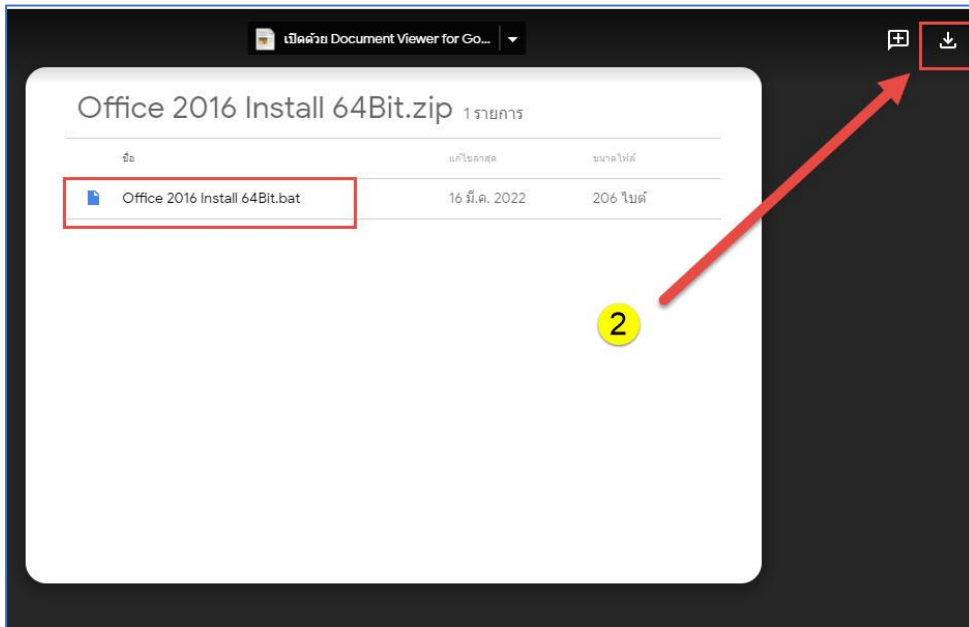 เปิดด้วย Document Viewer for Go...
Office 2016 Install 64Bit.zip 1 รายการ
ชื่อ แก้ไขล่าสุด ขนาดไฟล์
Office 2016 Install 64Bit.bat 16 มี.ค. 2022 206 ไบต์
2